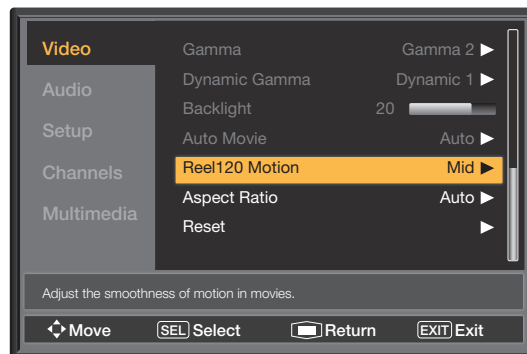 Video
Audio
Setup
Channels
Multimedia
Gamma Gamma 2 ▶
Dynamic Gamma Dynamic 1 ▶
Backlight 20
Auto Movie Auto ▶
Reel120 Motion Mid ▶
Aspect Ratio Auto ▶
Reset ▶
Adjust the smoothness of motion in movies.
Move SEL Select Return EXIT Exit